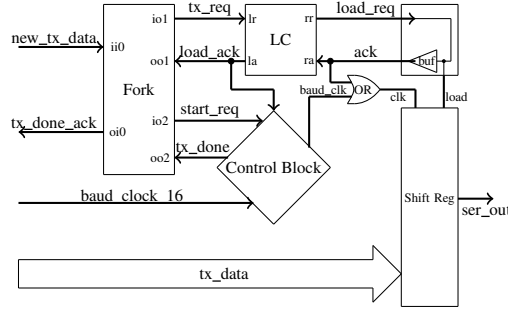 io1 tx_req lr LC rr load_req
new_tx_data ii0
oo1 load_ack la ra ack buf
Fork
baud_clk OR clk load
io2 start_req
tx_done_ack oi0
oo2 tx_done
Control Block
Shift Reg
baud_clock_16
ser_out
tx_data